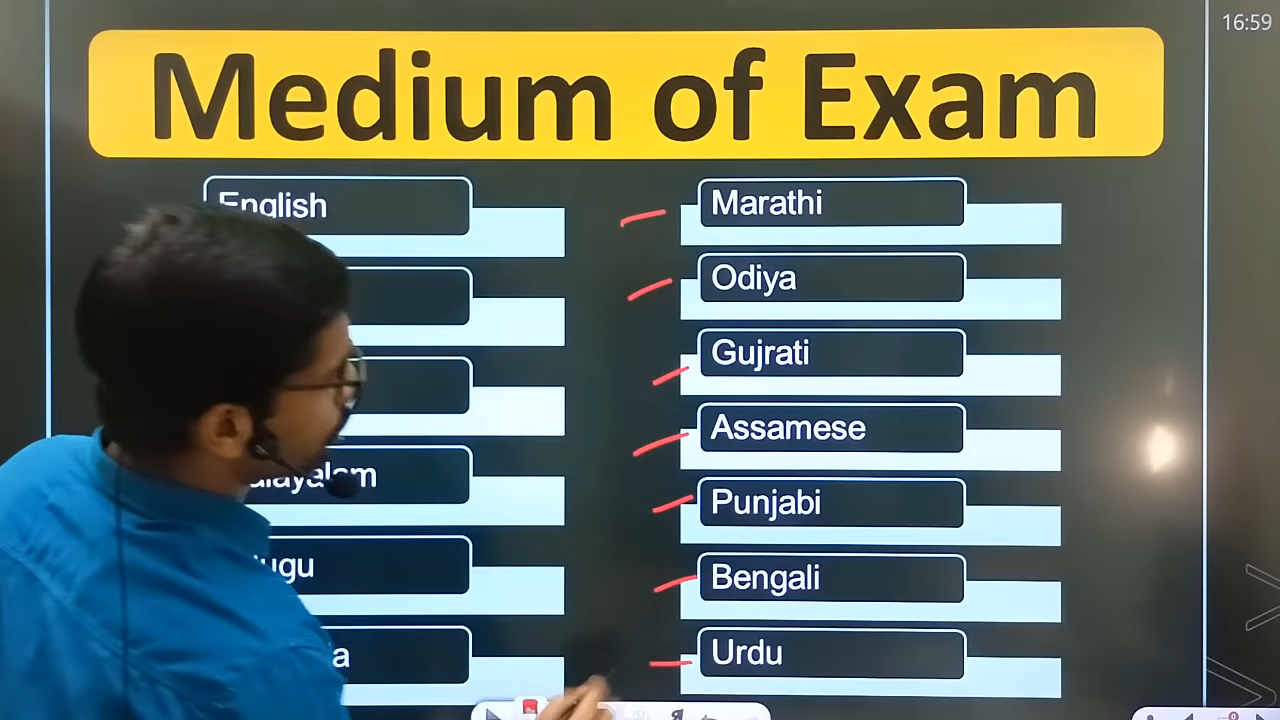 16:59
Medium of Exam
English
Marathi
Odiya
Gujrati
Assamese
Punjabi
Bengali
Urdu